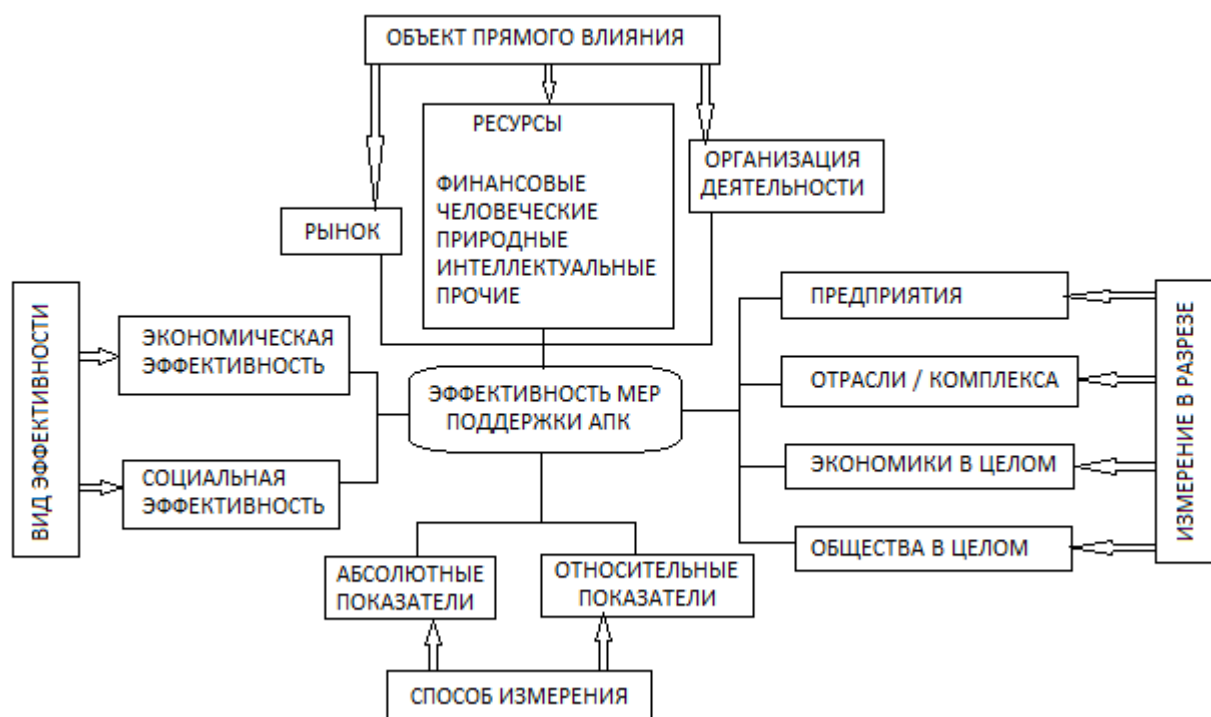 ОБЪЕКТ ПРЯМОГО ВЛИЯНИЯ
РЕСУРСЫ
ФИНАНСОВЫЕ
ЧЕЛОВЕЧЕСКИЕ
ПРИРОДНЫЕ
ИНТЕЛЛЕКТУАЛЬНЫЕ
ПРОЧИЕ
ОРГАНИЗАЦИЯ
ДЕЯТЕЛЬНОСТИ
РЫНОК
ВИД ЭФФЕКТИВНОСТИ
ЭКОНОМИЧЕСКАЯ
ЭФФЕКТИВНОСТЬ
СОЦИАЛЬНАЯ
ЭФФЕКТИВНОСТЬ
ЭФФЕКТИВНОСТЬ МЕР
ПОДДЕРЖКИ АПК
ПРЕДПРИЯТИЯ
ОТРАСЛИ / КОМПЛЕКСА
ЭКОНОМИКИ В ЦЕЛОМ
ОБЩЕСТВА В ЦЕЛОМ
ИЗМЕРЕНИЕ В РАЗРЕЗЕ
АБСОЛЮТНЫЕ
ПОКАЗАТЕЛИ
ОТНОСИТЕЛЬНЫЕ
ПОКАЗАТЕЛИ
СПОСОБ ИЗМЕРЕНИЯ